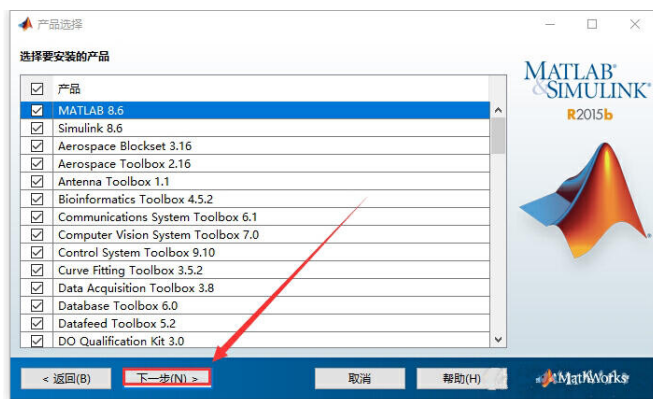 产品选择
选择要安装的产品
MATLAB®
&SIMULINK®
R2015b
产品
MATLAB 8.6
Simulink 8.6
Aerospace Blockset 3.16
Aerospace Toolbox 2.16
Antenna Toolbox 1.1
Bioinformatics Toolbox 4.5.2
Communications System Toolbox 6.1
Computer Vision System Toolbox 7.0
Control System Toolbox 9.10
Curve Fitting Toolbox 3.5.2
Data Acquisition Toolbox 3.8
Database Toolbox 6.0
Datafeed Toolbox 5.2
DO Qualification Kit 3.0
< 返回(B) 下一步(N) > 取消 帮助(H) MathWorks